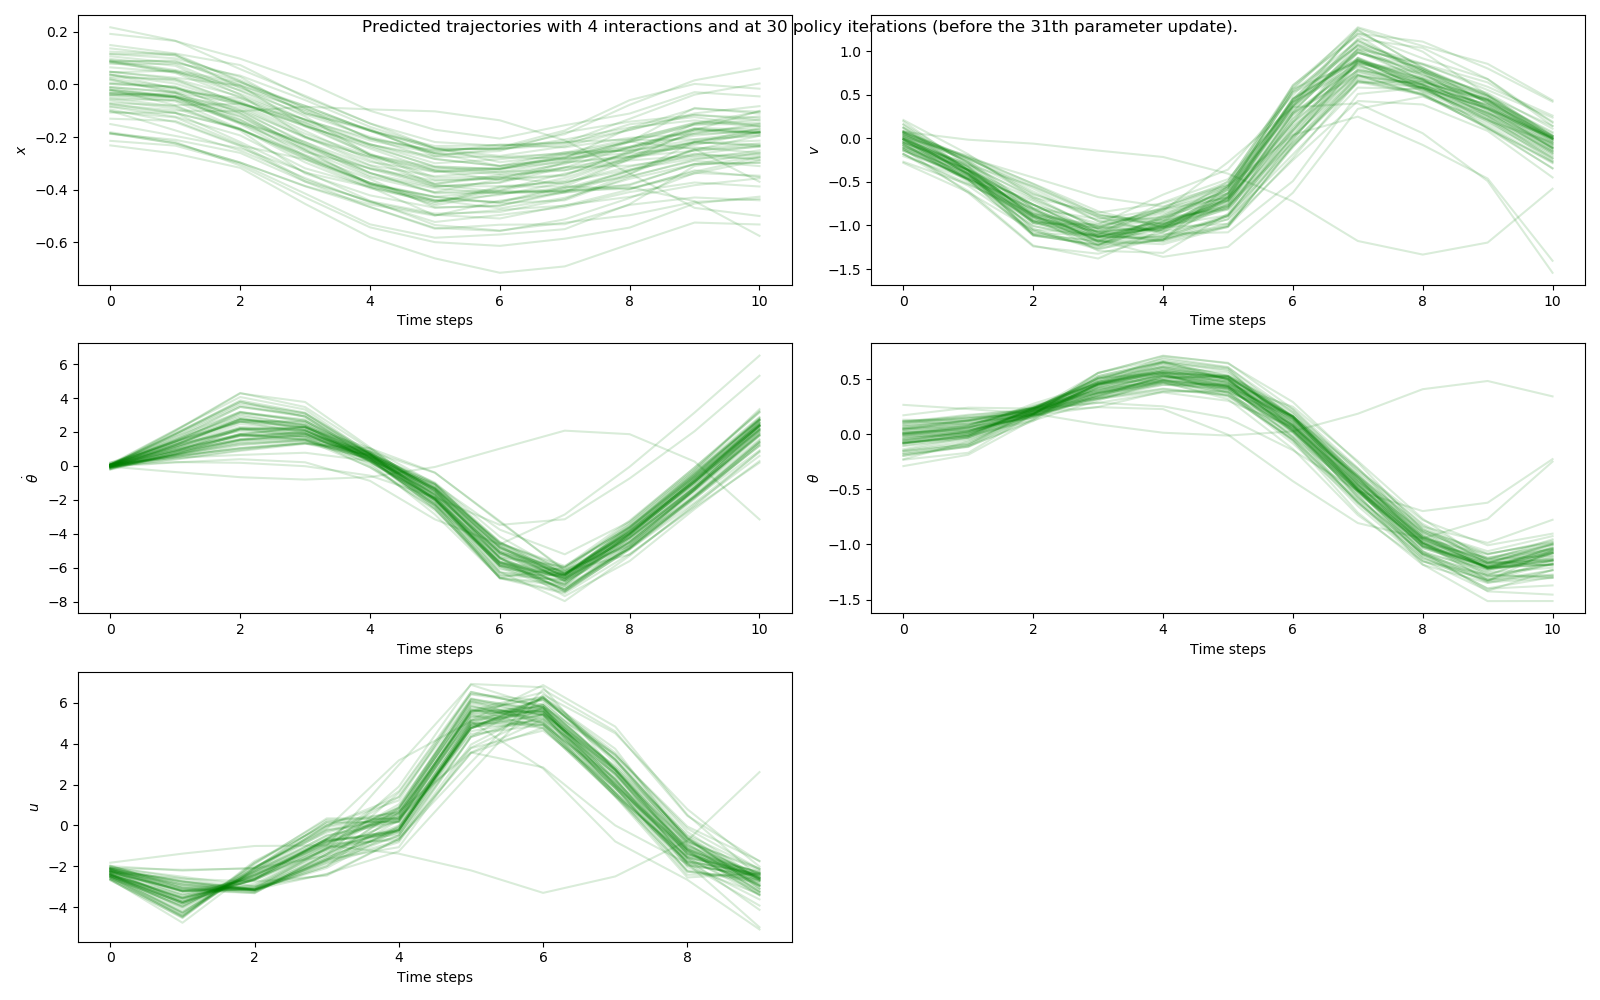 Predicted trajectories with 4 interactions and at 30 policy iterations (before the 31th parameter update).
0.2
0.0
−0.2
−0.4
−0.6
x
0 2 4 6 8 10
Time steps
1.0
0.5
0.0
−0.5
−1.0
−1.5
v
0 2 4 6 8 10
Time steps
6
4
2
0
−2
−4
−6
−8
θ̇
0 2 4 6 8 10
Time steps
0.5
0.0
−0.5
−1.0
−1.5
θ
0 2 4 6 8 10
Time steps
6
4
2
0
−2
−4
u
0 2 4 6 8
Time steps